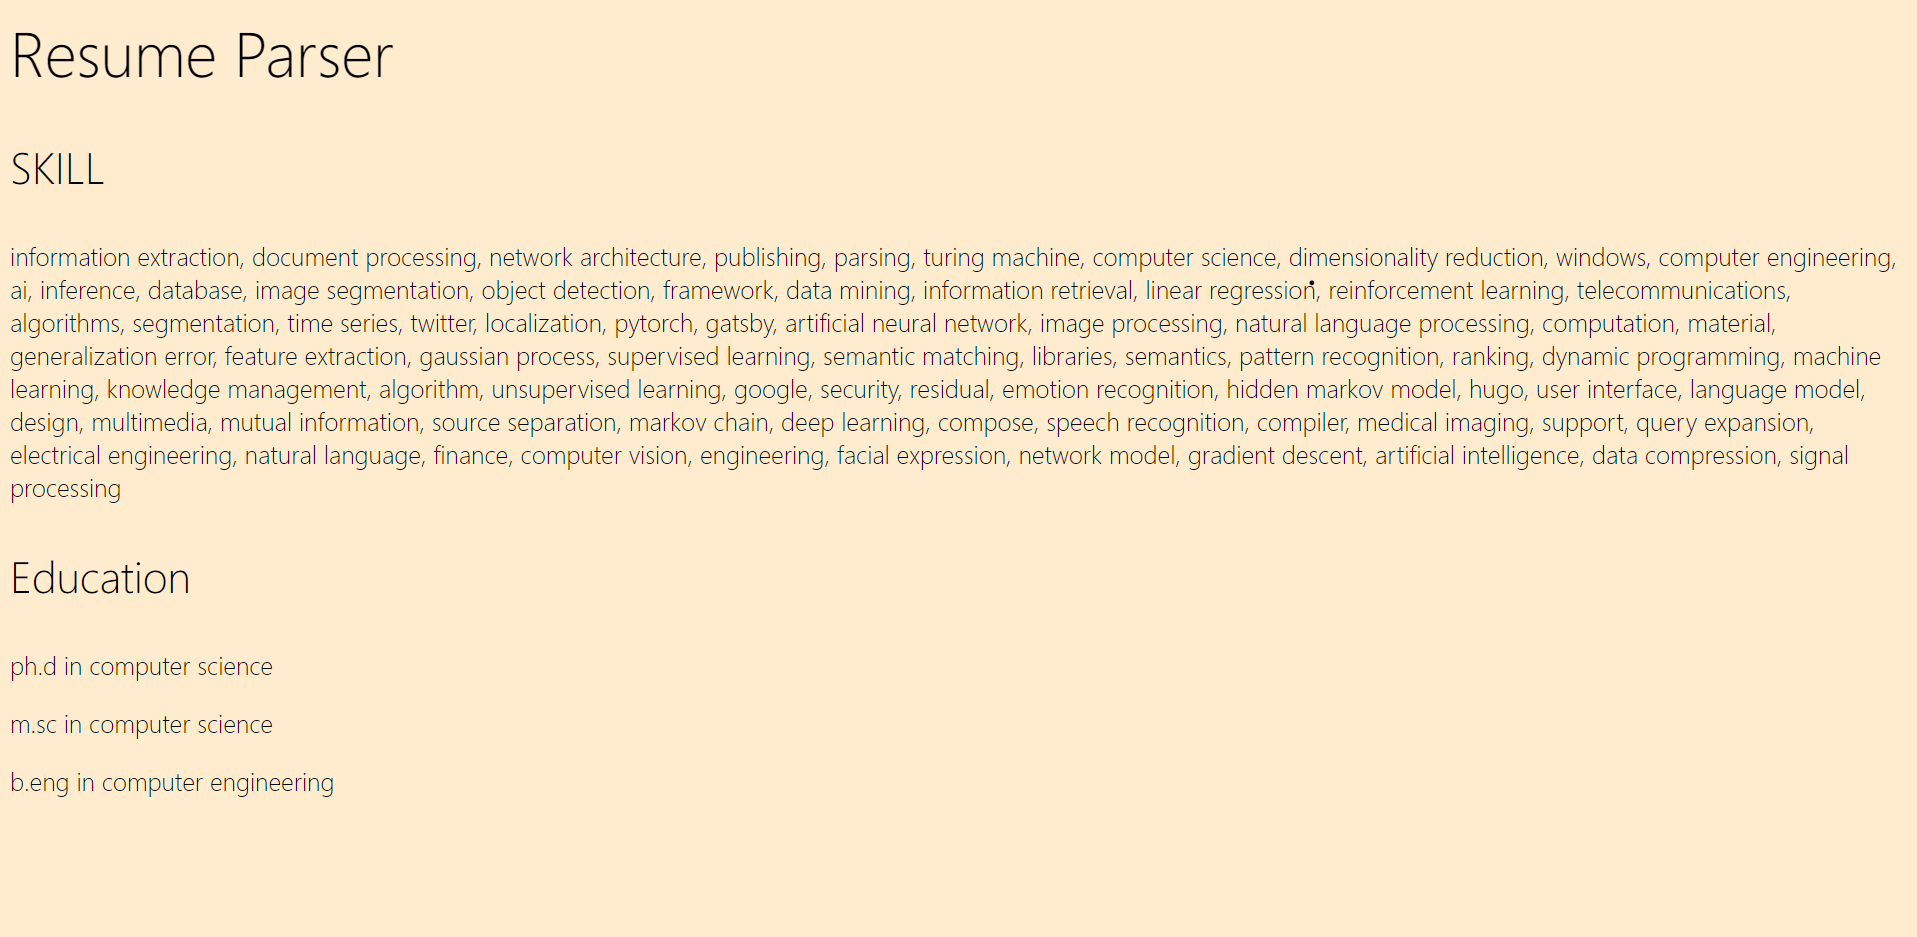 Resume Parser
SKILL
information extraction, document processing, network architecture, publishing, parsing, turing machine, computer science, dimensionality reduction, windows, computer engineering,
ai, inference, database, image segmentation, object detection, framework, data mining, information retrieval, linear regression, reinforcement learning, telecommunications,
algorithms, segmentation, time series, twitter, localization, pytorch, gatsby, artificial neural network, image processing, natural language processing, computation, material,
generalization error, feature extraction, gaussian process, supervised learning, semantic matching, libraries, semantics, pattern recognition, ranking, dynamic programming, machine
learning, knowledge management, algorithm, unsupervised learning, google, security, residual, emotion recognition, hidden markov model, hugo, user interface, language model,
design, multimedia, mutual information, source separation, markov chain, deep learning, compose, speech recognition, compiler, medical imaging, support, query expansion,
electrical engineering, natural language, finance, computer vision, engineering, facial expression, network model, gradient descent, artificial intelligence, data compression, signal
processing
Education
ph.d in computer science
m.sc in computer science
b.eng in computer engineering